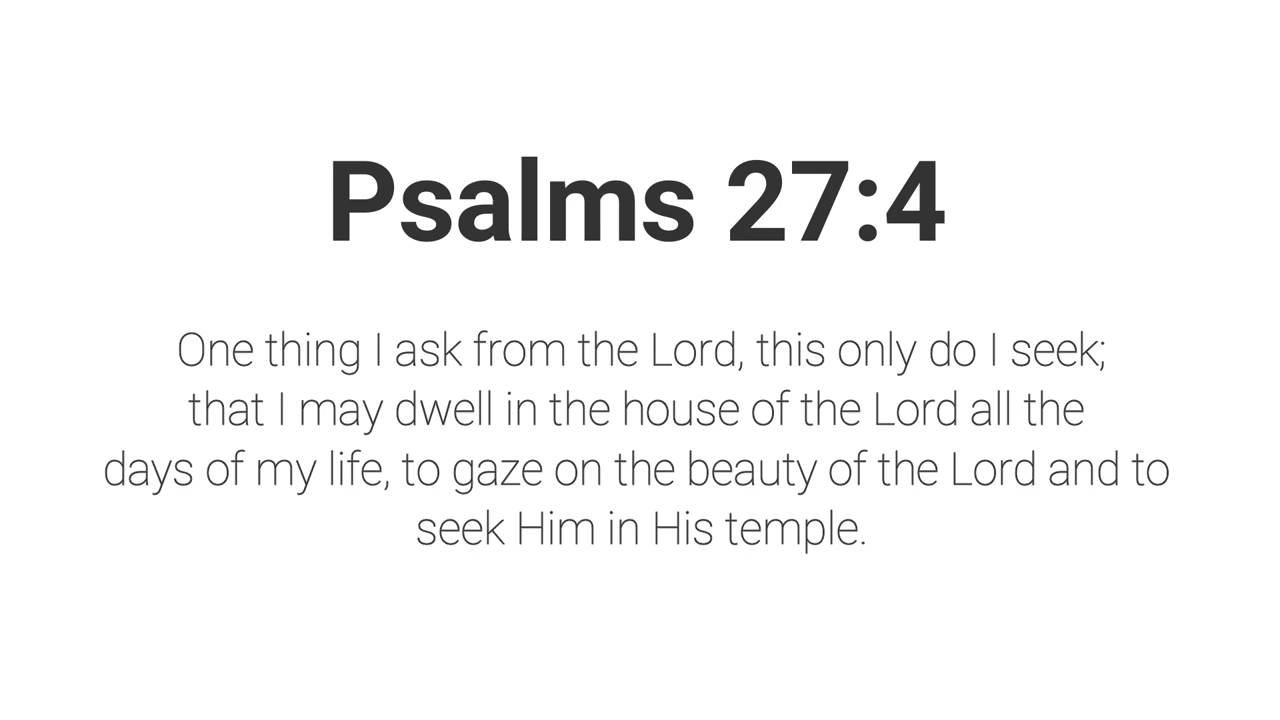 Psalms 27:4
One thing I ask from the Lord, this only do I seek;
that I may dwell in the house of the Lord all the
days of my life, to gaze on the beauty of the Lord and to
seek Him in His temple.